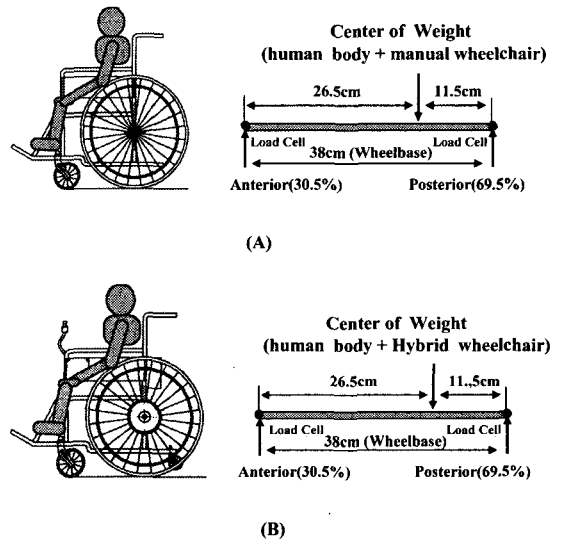 Center of Weight
(human body + manual wheelchair)
26.5cm 11.5cm
Load Cell Load Cell
38cm (Wheelbase)
Anterior(30.5%) Posterior(69.5%)
(A)
Center of Weight
(human body + Hybrid wheelchair)
26.5cm 11.,5cm
Load Cell Load Cell
38cm (Wheelbase)
Anterior(30.5%) Posterior(69.5%)
(B)